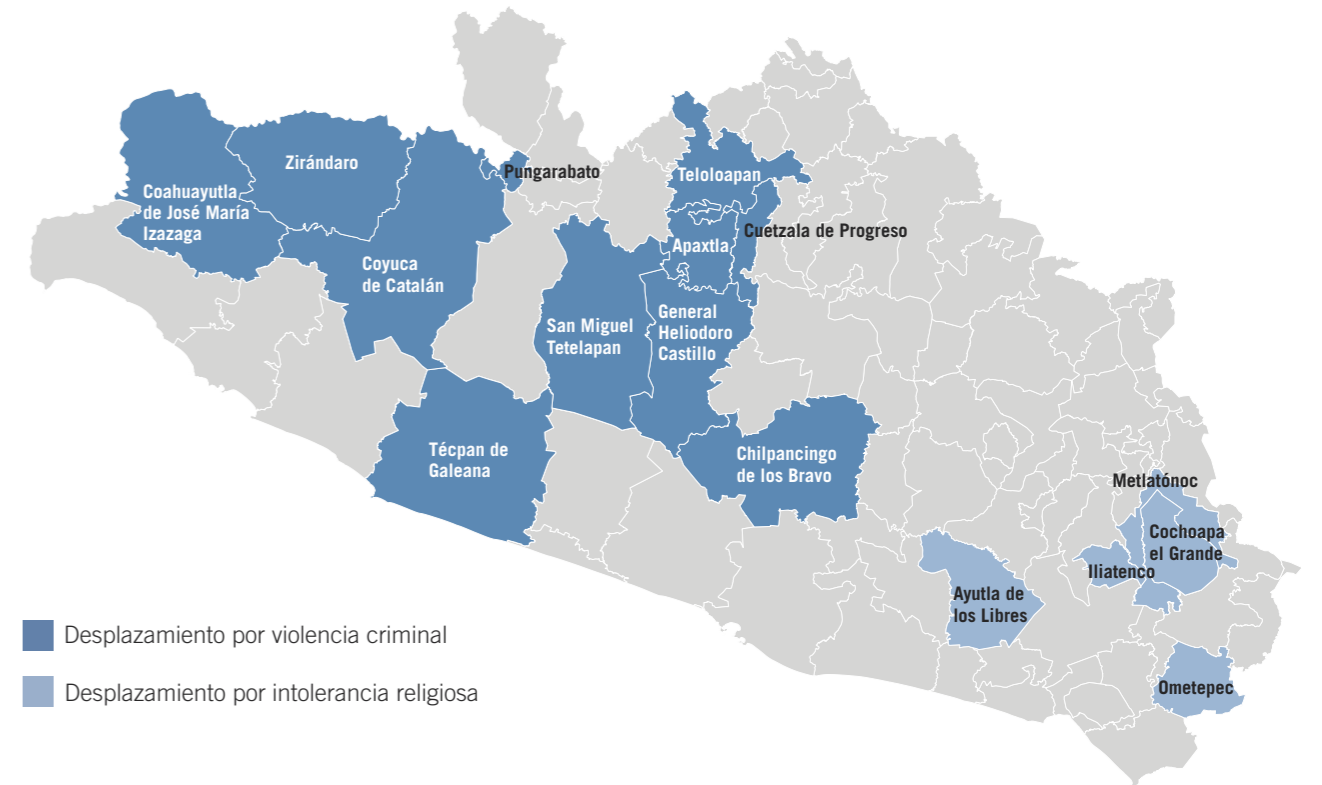 Pungarabato
Zirándaro
Teloloapan
Coahuayutla
de José María
Izazaga
Cuetzala de Progreso
Apaxtla
Coyuca
de Catalán
General
Heliodoro
Castillo
San Miguel
Tetelapan
Técpan de
Galeana
Chilpancingo
de los Bravo
Metlatónoc
Cochoapa
el Grande
Iliatenco
Ayutla de
los Libres
Ometepec
Desplazamiento por violencia criminal
Desplazamiento por intolerancia religiosa